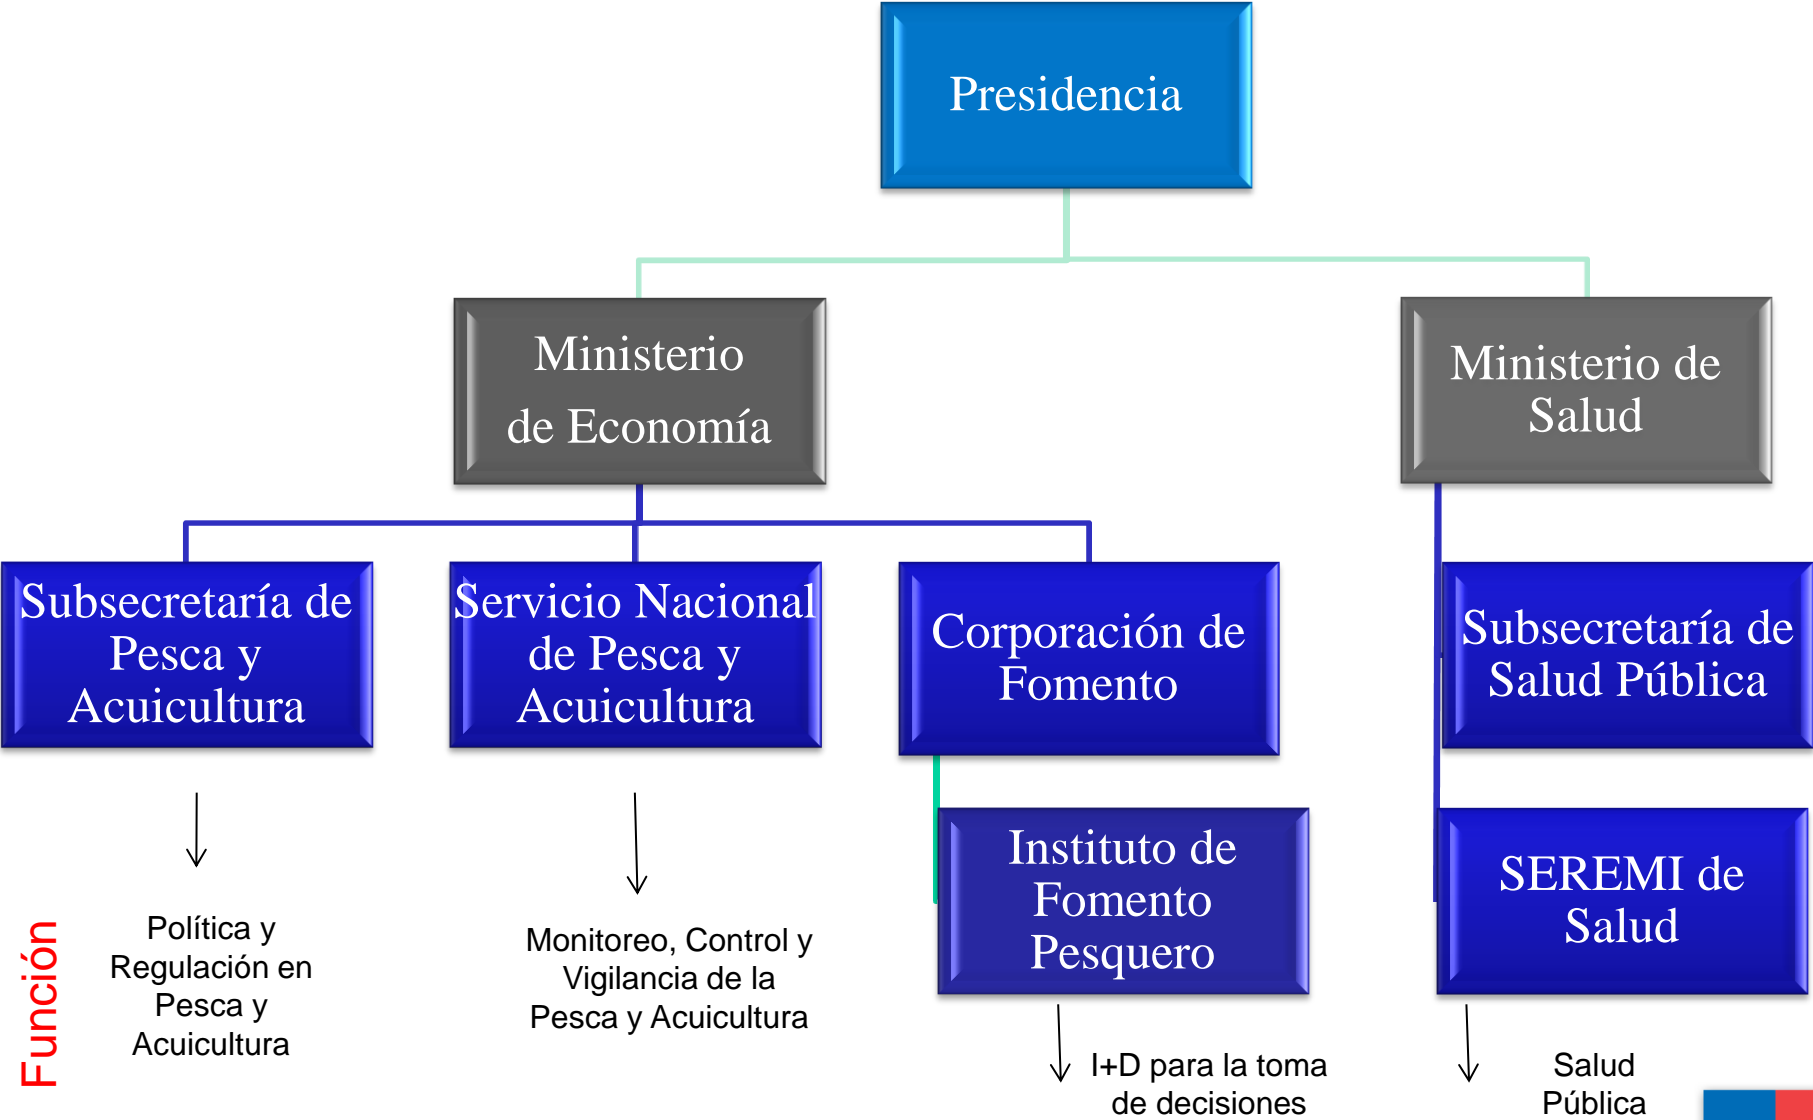 Presidencia
Ministerio
de Economía
Ministerio de
Salud
Subsecretaría de
Pesca y
Acuicultura
Servicio Nacional
de Pesca y
Acuicultura
Corporación de
Fomento
Subsecretaría de
Salud Pública
Instituto de
Fomento
Pesquero
SEREMI de
Salud
Función
Política y
Regulación en
Pesca y
Acuicultura
Monitoreo, Control y
Vigilancia de la
Pesca y Acuicultura
I+D para la toma
de decisiones
Salud
Pública